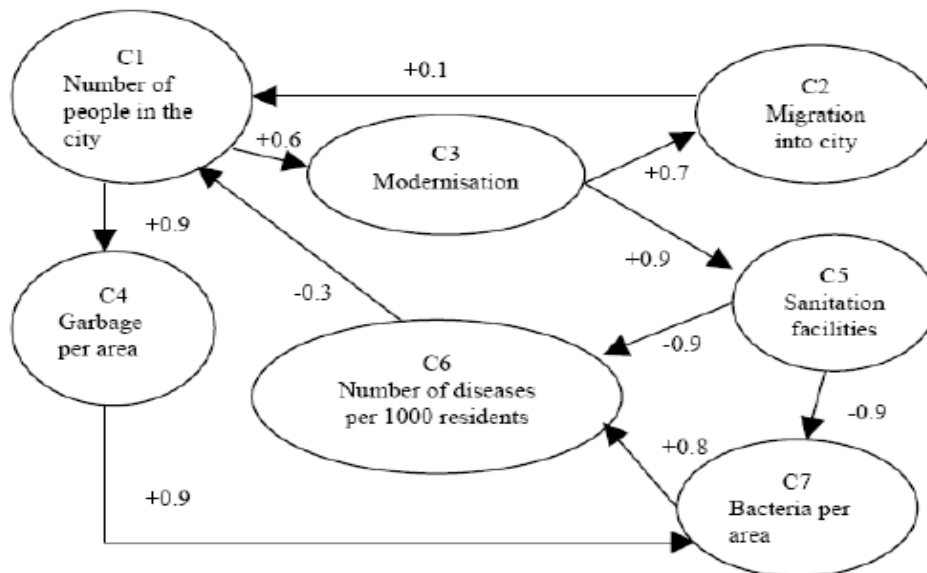 C1
Number of
people in the
city
+0.1
C2
Migration
into city
+0.6
C3
Modernisation
+0.7
+0.9
+0.9
C4
Garbage
per area
-0.3
C5
Sanitation
facilities
-0.9
C6
Number of diseases
per 1000 residents
-0.9
+0.8
+0.9
C7
Bacteria per
area